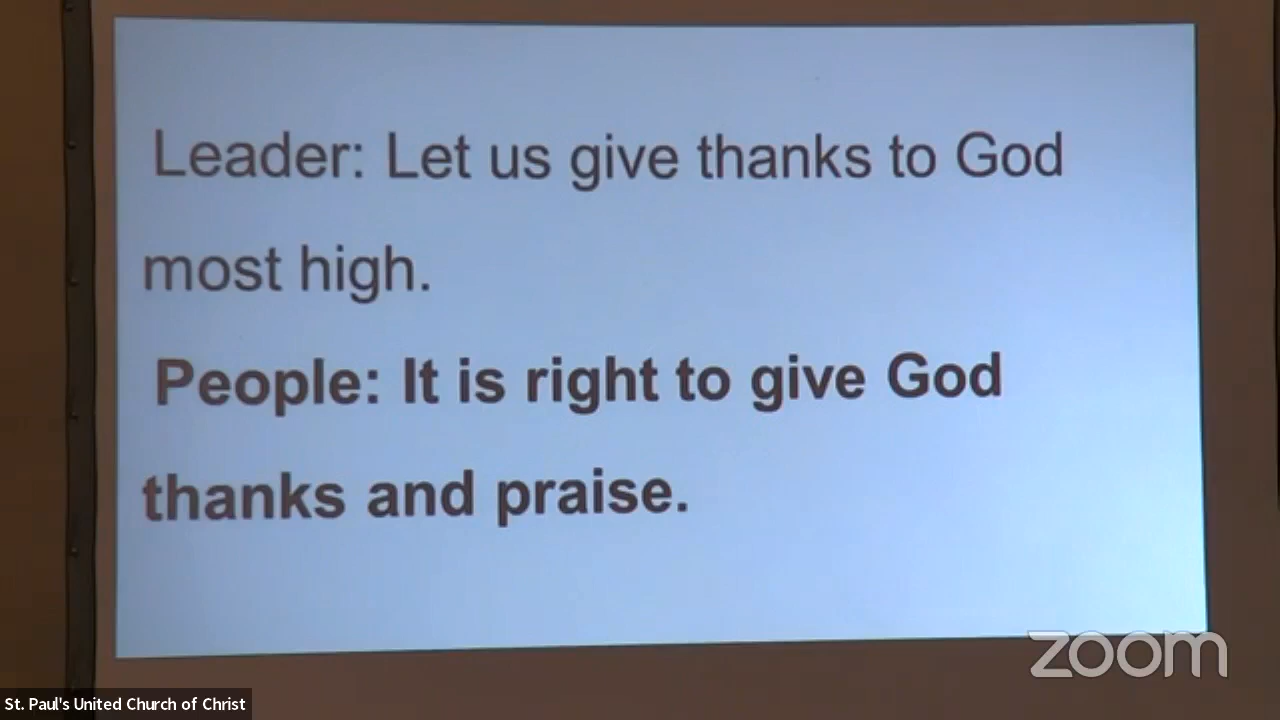 Leader: Let us give thanks to God
most high.
People: It is right to give God
thanks and praise.
zoom
St. Paul's United Church of Christ